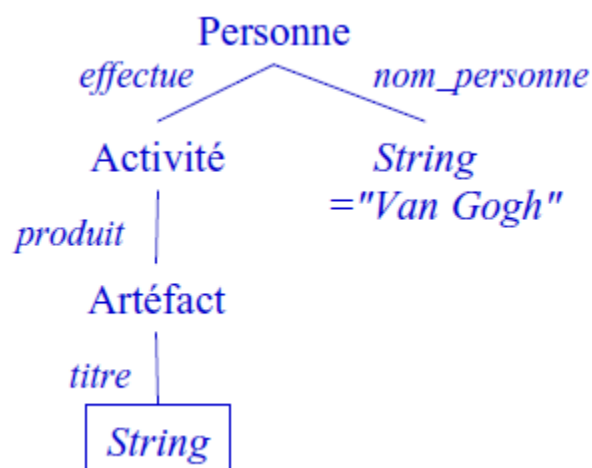 Personne
effectue nom_personne
Activité String
="Van Gogh"
produit
Artéfact
titre
String